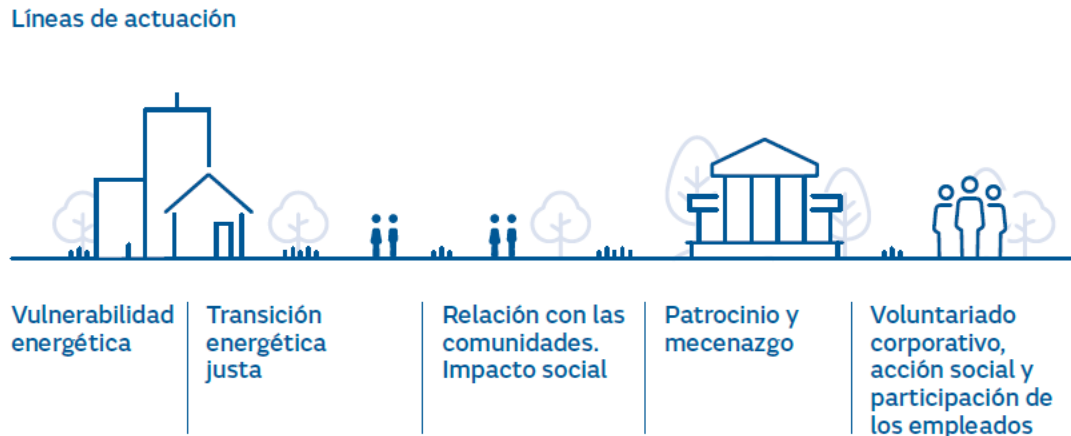 Líneas de actuación
Vulnerabilidad
energética
Transición
energética
justa
Relación con las
comunidades.
Impacto social
Patrocinio y
mecenazgo
Voluntariado
corporativo,
acción social y
participación de
los empleados